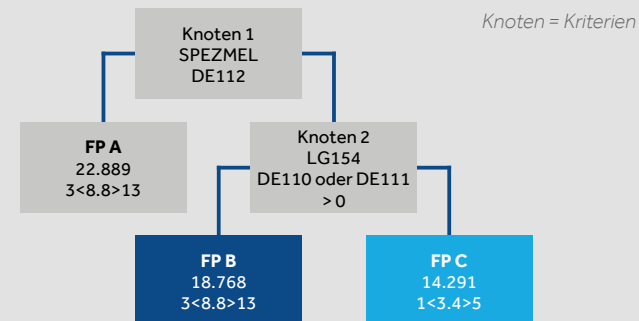 Knoten = Kriterien
Knoten 1
SPEZMEL
DE112
FP A
22.889
3<8.8>13
Knoten 2
LG154
DE110 oder DE111
> 0
FP B
18.768
3<8.8>13
FP C
14.291
1<3.4>5